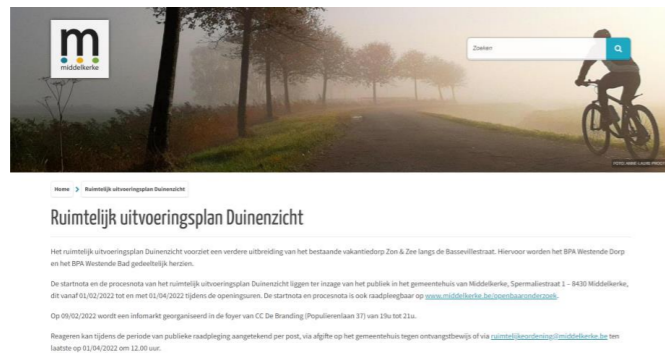 m
middelkerke
Zoeken
FOTO: ANNE LAURE PROOT
Home > Ruimtelijk uitvoeringsplan Duinenzicht
Ruimtelijk uitvoeringsplan Duinenzicht
Het ruimtelijk uitvoeringsplan Duinenzicht voorziet een verdere uitbreiding van het bestaande vakantiedorp Zon & Zee langs de Bassevillestraat. Hiervoor worden het BPA Westende Dorp
en het BPA Westende Bad gedeeltelijk herzien.
De startnota en de procesnota van het ruimtelijk uitvoeringsplan Duinenzicht liggen ter inzage van het publiek in het gemeentehuis van Middelkerke, Spermaliestraat 1 – 8430 Middelkerke,
dit vanaf 01/02/2022 tot en met 01/04/2022 tijdens de openingsuren. De startnota en procesnota is ook raadpleegbaar op www.middelkerke.be/openbaaronderzoek.
Op 09/02/2022 wordt een infomarkt georganiseerd in de foyer van CC De Branding (Populierenlaan 37) van 19u tot 21u.
Reageren kan tijdens de periode van publieke raadpleging aangetekend per post, via afgifte op het gemeentehuis tegen ontvangstbewijs of via ruimtelijkeordening@middelkerke.be ten
laatste op 01/04/2022 om 12.00 uur.